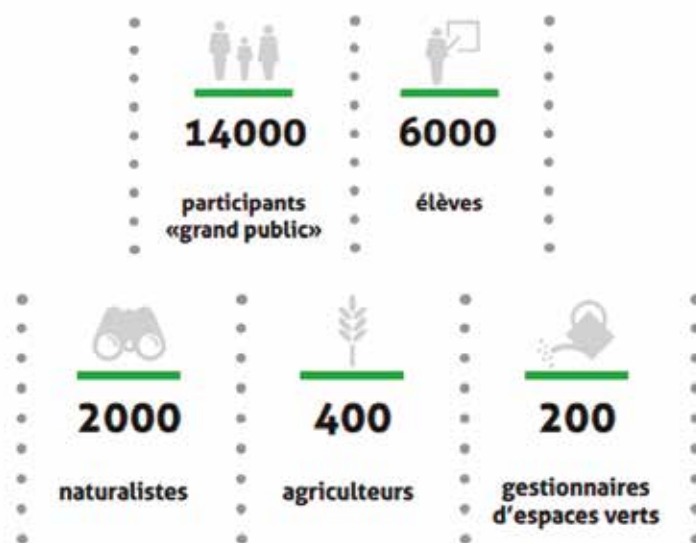 14000
participants
«grand public»
6000
élèves
2000
naturalistes
400
agriculteurs
200
gestionnaires
d'espaces verts